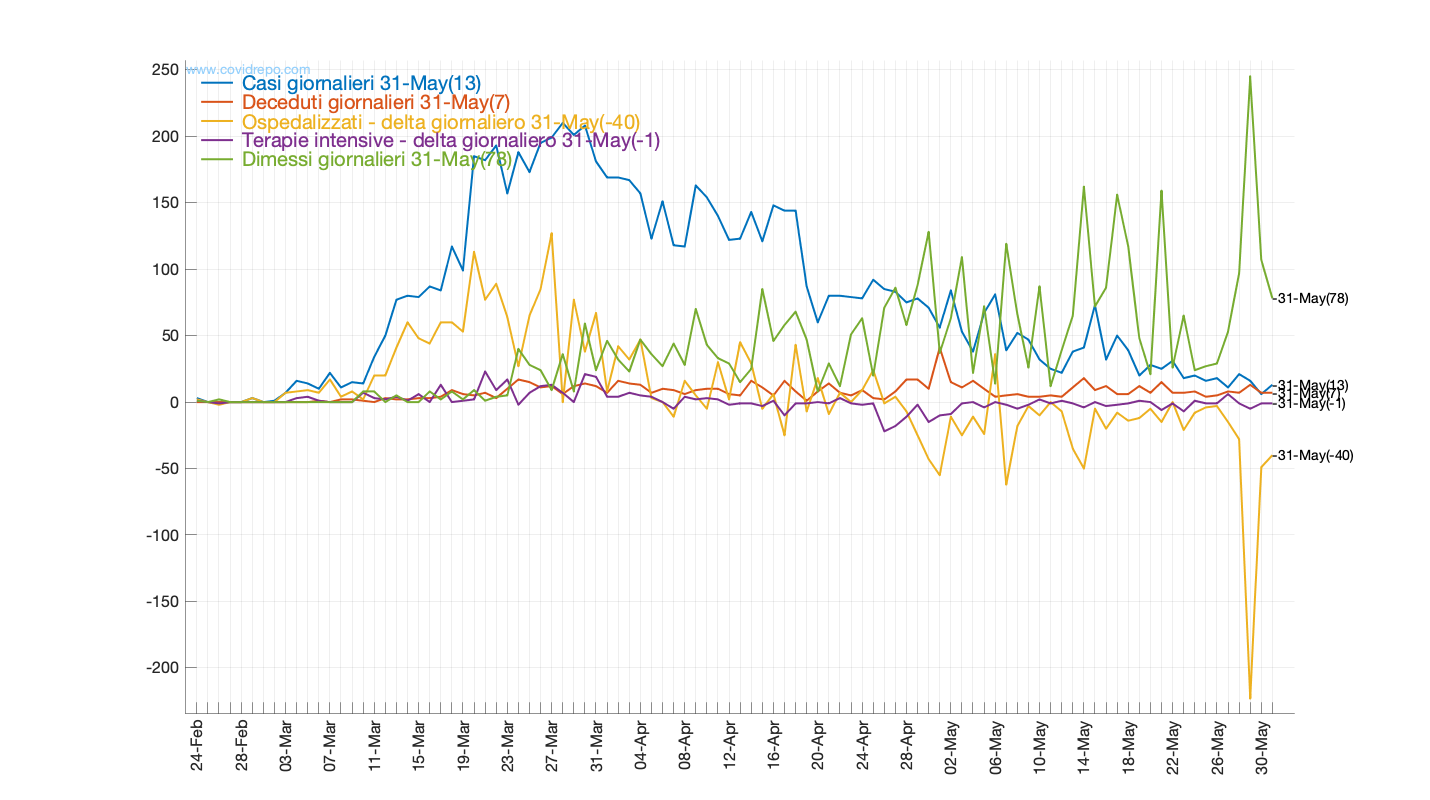 www.covidrepo.com
Casi giornalieri 31-May(13)
Deceduti giornalieri 31-May(7)
Ospedalizzati - delta giornaliero 31-May(-40)
Terapie intensive - delta giornaliero 31-May(-1)
Dimessi giornalieri 31-May(78)
250
200
150
100
50
0
-50
-100
-150
-200
-31-May(78)
-31-May(13)
-31-May(7)
-31-May(-1)
-31-May(-40)
24-Feb
28-Feb
03-Mar
07-Mar
11-Mar
15-Mar
19-Mar
23-Mar
27-Mar
31-Mar
04-Apr
08-Apr
12-Apr
16-Apr
20-Apr
24-Apr
28-Apr
02-May
06-May
10-May
14-May
18-May
22-May
26-May
30-May